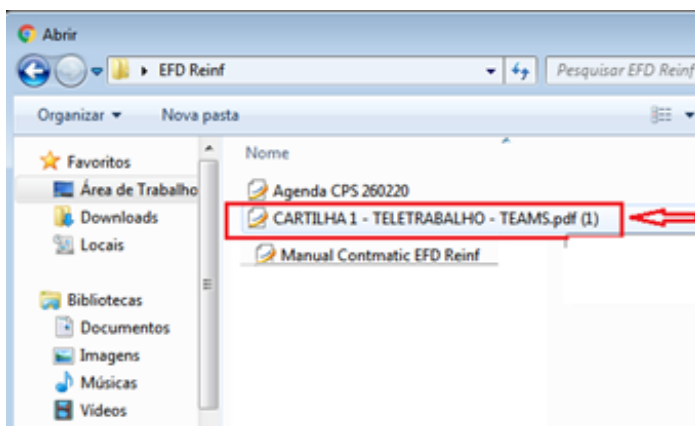 Abrir
EFD Reinf
Pesquisar EFD Reinf
Organizar
Nova pasta
Favoritos
Área de Trabalho
Downloads
Locais
Bibliotecas
Documentos
Imagens
Músicas
Vídeos
Nome
Agenda CPS 260220
CARTILHA 1 - TELETRABALHO - TEAMS.pdf (1)
Manual Contmatic EFD Reinf